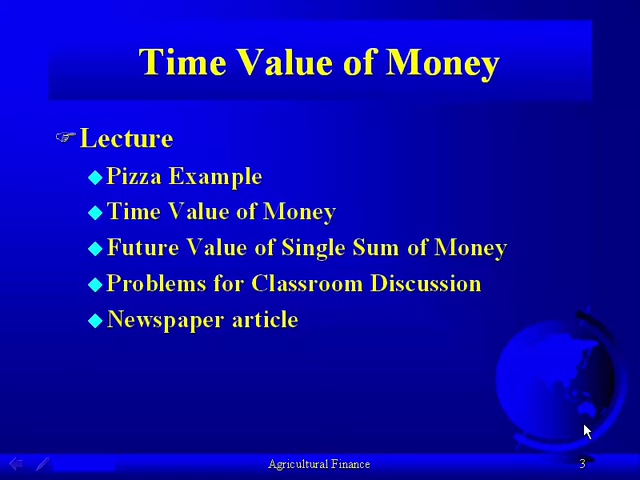 Time Value of Money
Lecture
Pizza Example
Time Value of Money
Future Value of Single Sum of Money
Problems for Classroom Discussion
Newspaper article
Agricultural Finance
3